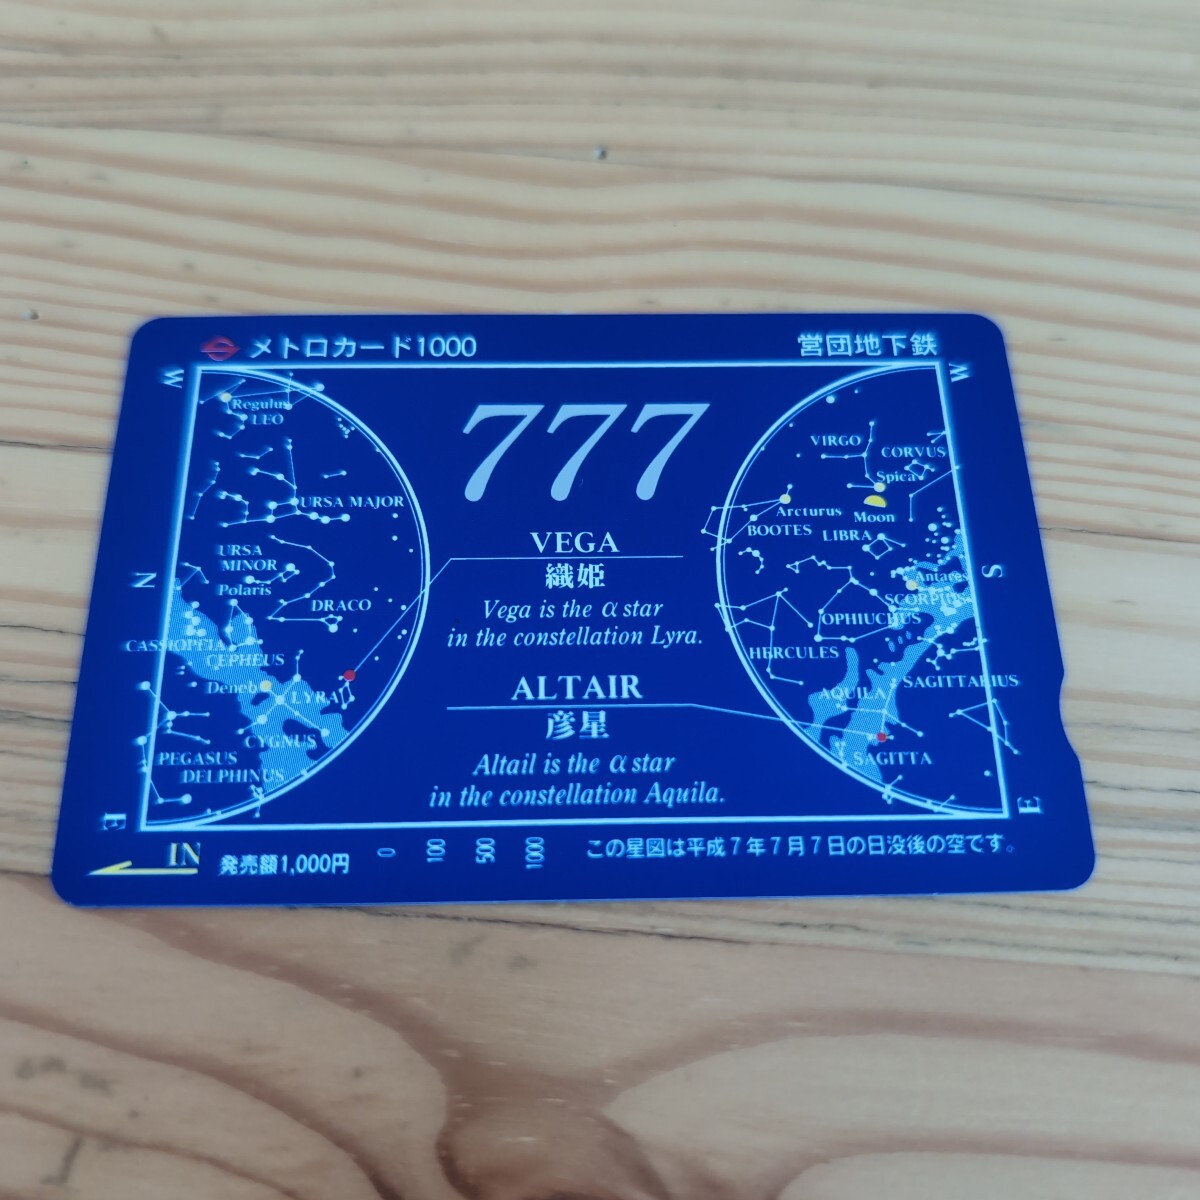 メトロカード1000
営団地下鉄
W
W
777
Regulus
LEO
URSA MAJOR
URSA
MINOR
Polaris
DRACO
N
CASSIOPEIA
CEPHEUS
Deneb
LYRA
CYGNUS
PEGASUS
DELPHINUS
E
VEGA
織姫
Vega is the α star
in the constellation Lyra.
ALTAIR
彦星
Altail is the α star
in the constellation Aquila.
VIRGO
CORVUS
Spica
Arcturus
Moon
BOOTES
LIBRA
Antares
S
SCORPIUS
OPHIUCHUS
HERCULES
AQUILA
SAGITTARIUS
SAGITTA
E
IN
発売額1,000円
0
100
500
1000
この星図は平成7年7月7日の日没後の空です。